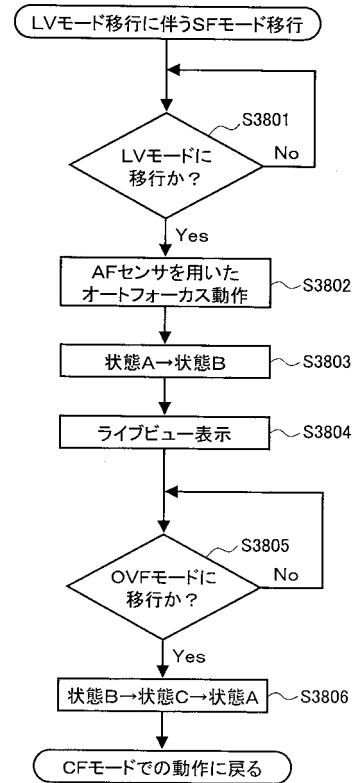 LVモード移行に伴うSFモード移行
S3801
LVモードに
移行か？
No
Yes
AFセンサを用いた
オートフォーカス動作
S3802
状態A→状態B
S3803
ライブビュー表示
S3804
S3805
OVFモードに
移行か？
No
Yes
状態B→状態C→状態A
S3806
CFモードでの動作に戻る